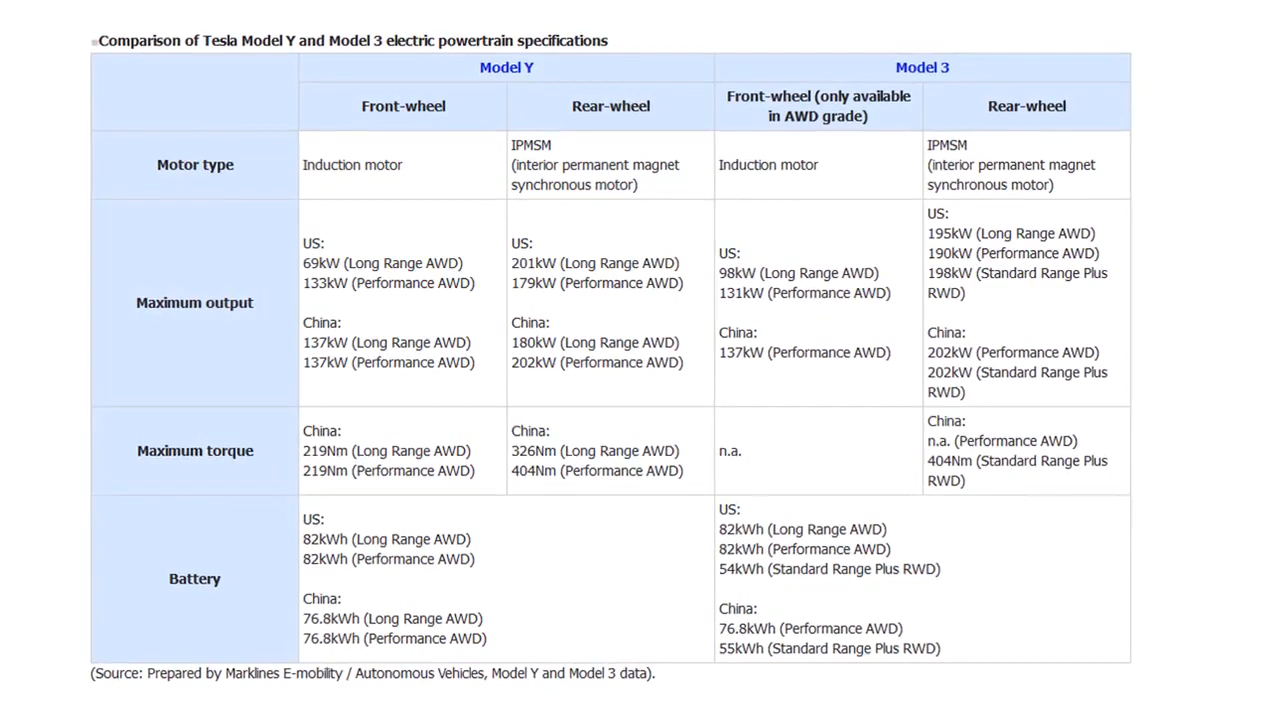 Comparison of Tesla Model Y and Model 3 electric powertrain specifications
Model Y
Model 3
Front-wheel
Rear-wheel
Front-wheel (only available
in AWD grade)
Rear-wheel
Motor type
Induction motor
IPMSM
(interior permanent magnet
synchronous motor)
Induction motor
IPMSM
(interior permanent magnet
synchronous motor)
Maximum output
US:
69kW (Long Range AWD)
133kW (Performance AWD)
China:
137kW (Long Range AWD)
137kW (Performance AWD)
US:
201kW (Long Range AWD)
179kW (Performance AWD)
China:
180kW (Long Range AWD)
202kW (Performance AWD)
US:
98kW (Long Range AWD)
131kW (Performance AWD)
China:
137kW (Performance AWD)
US:
195kW (Long Range AWD)
190kW (Performance AWD)
198kW (Standard Range Plus
RWD)
China:
202kW (Performance AWD)
202kW (Standard Range Plus
RWD)
Maximum torque
China:
219Nm (Long Range AWD)
219Nm (Performance AWD)
China:
326Nm (Long Range AWD)
404Nm (Performance AWD)
n.a.
China:
n.a. (Performance AWD)
404Nm (Standard Range Plus
RWD)
Battery
US:
82kWh (Long Range AWD)
82kWh (Performance AWD)
China:
76.8kWh (Long Range AWD)
76.8kWh (Performance AWD)
US:
82kWh (Long Range AWD)
82kWh (Performance AWD)
54kWh (Standard Range Plus RWD)
China:
76.8kWh (Performance AWD)
55kWh (Standard Range Plus RWD)
(Source: Prepared by Marklines E-mobility / Autonomous Vehicles, Model Y and Model 3 data).